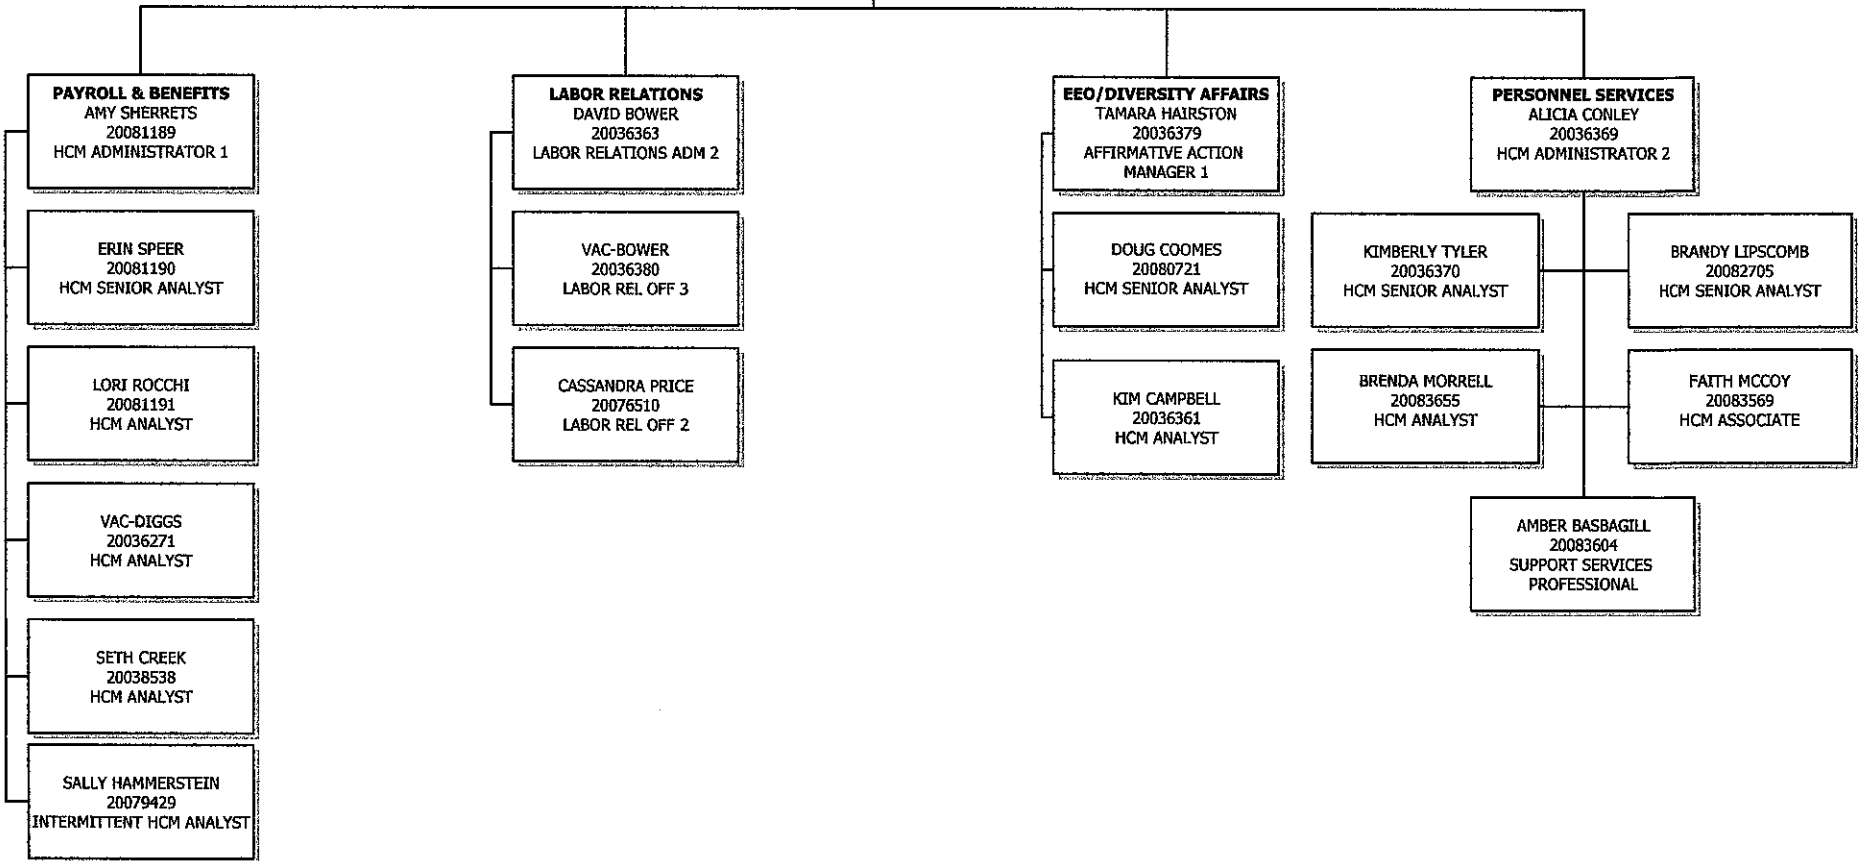 PAYROLL & BENEFITS
AMY SHERRETS
20081189
HCM ADMINISTRATOR 1
ERIN SPEER
20081190
HCM SENIOR ANALYST
LORI ROCCHI
20081191
HCM ANALYST
VAC-DIGGS
20036271
HCM ANALYST
SETH CREEK
20038538
HCM ANALYST
SALLY HAMMERSTEIN
20079429
INTERMITTENT HCM ANALYST
LABOR RELATIONS
DAVID BOWER
20036363
LABOR RELATIONS ADM 2
VAC-BOWER
20036380
LABOR REL OFF 3
CASSANDRA PRICE
20076510
LABOR REL OFF 2
EEO/DIVERSITY AFFAIRS
TAMARA HAIRSTON
20036379
AFFIRMATIVE ACTION
MANAGER 1
DOUG COOMES
20080721
HCM SENIOR ANALYST
KIM CAMPBELL
20036361
HCM ANALYST
PERSONNEL SERVICES
ALICIA CONLEY
20036369
HCM ADMINISTRATOR 2
KIMBERLY TYLER
20036370
HCM SENIOR ANALYST
BRANDY LIPSCOMB
20082705
HCM SENIOR ANALYST
BRENDA MORRELL
20083655
HCM ANALYST
FAITH MCCOY
20083569
HCM ASSOCIATE
AMBER BASBAGILL
20083604
SUPPORT SERVICES
PROFESSIONAL